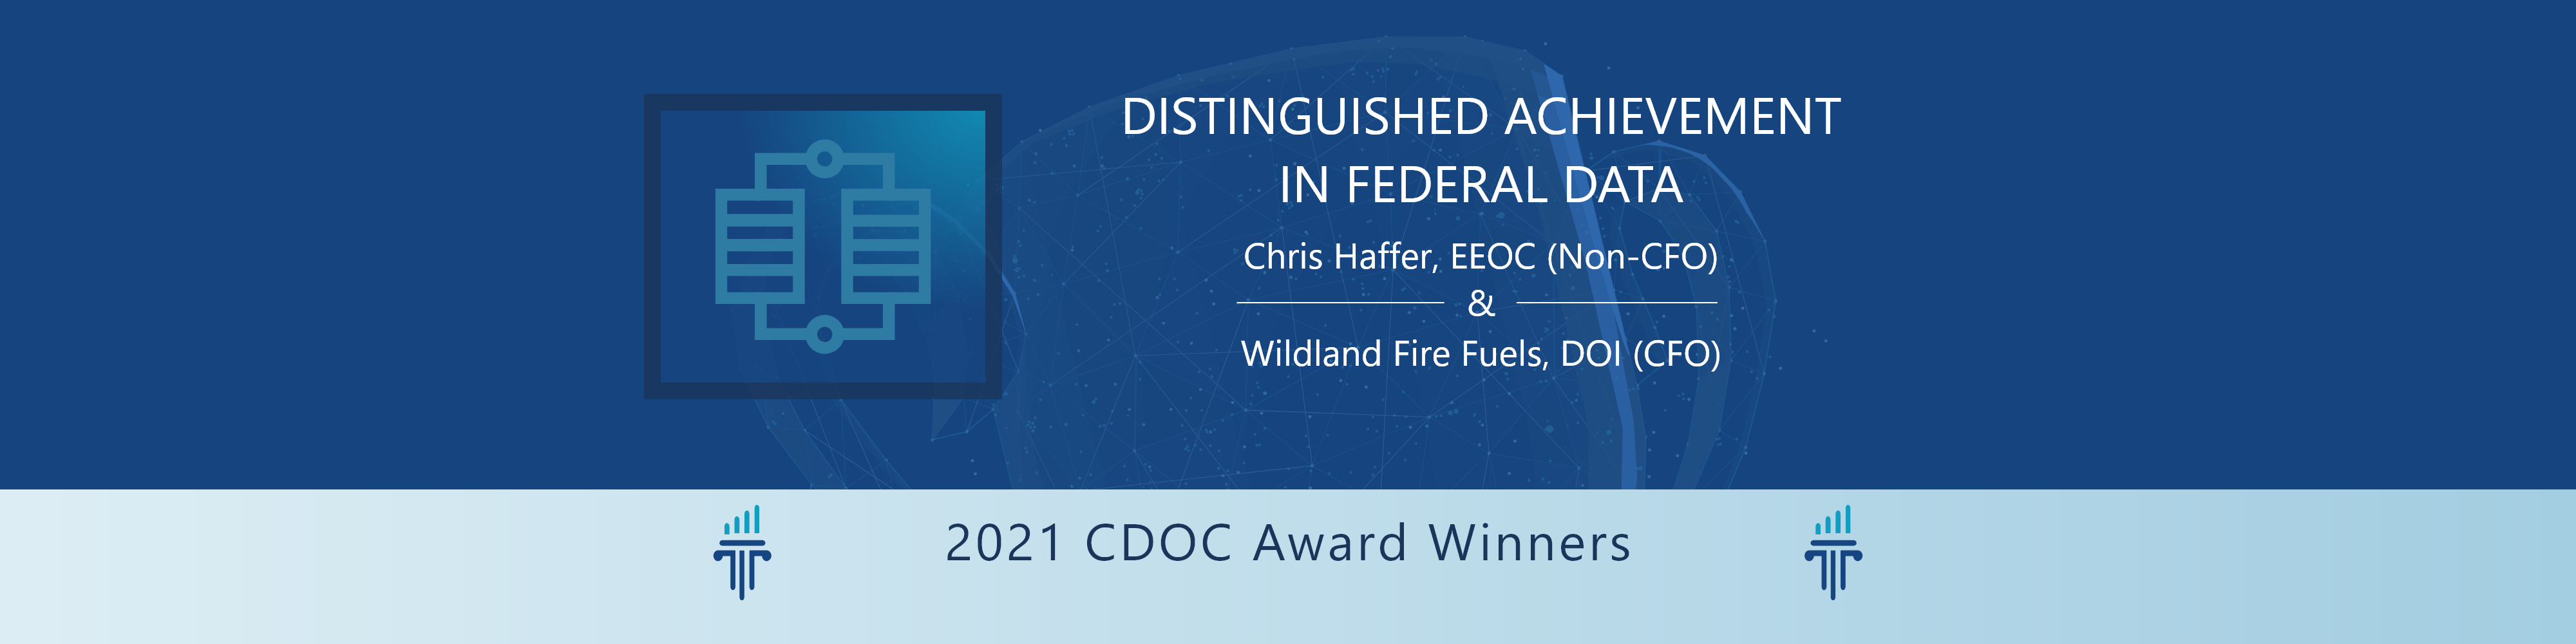 DISTINGUISHED ACHIEVEMENT
IN FEDERAL DATA
Chris Haffer, EEOC (Non-CFO)
&
Wildland Fire Fuels, DOI (CFO)
2021 CDOC Award Winners